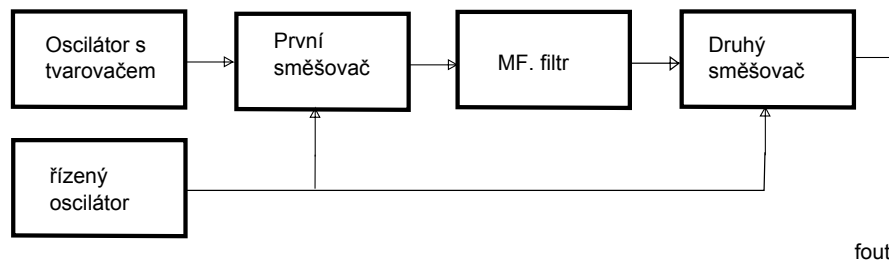 Oscilátor s
tvarovačem
První
směšovač
MF. filtr
Druhý
směšovač
řízený
oscilátor
fout